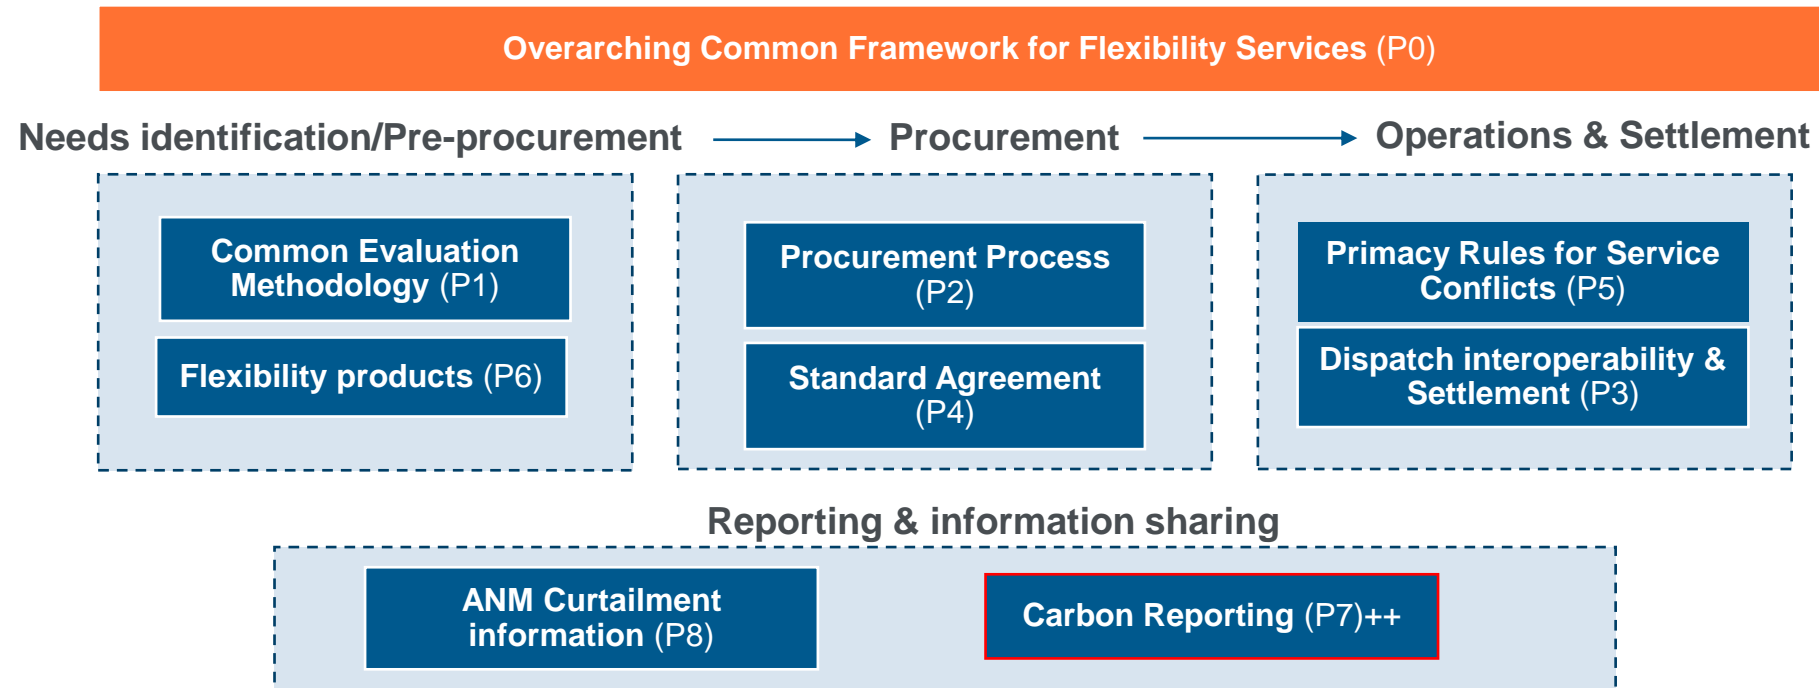 Overarching Common Framework for Flexibility Services (P0)
Needs identification/Pre-procurement
Procurement
Operations & Settlement
Common Evaluation
Methodology (P1)
Flexibility products (P6)
Procurement Process
(P2)
Standard Agreement
(P4)
Primacy Rules for Service
Conflicts (P5)
Dispatch interoperability &
Settlement (P3)
Reporting & information sharing
ANM Curtailment
information (P8)
Carbon Reporting (P7)++